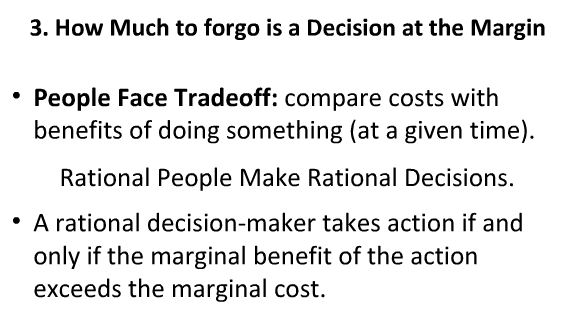 3. How Much to forgo is a Decision at the Margin
• People Face Tradeoff: compare costs with
benefits of doing something (at a given time).
Rational People Make Rational Decisions.
• A rational decision-maker takes action if and
only if the marginal benefit of the action
exceeds the marginal cost.